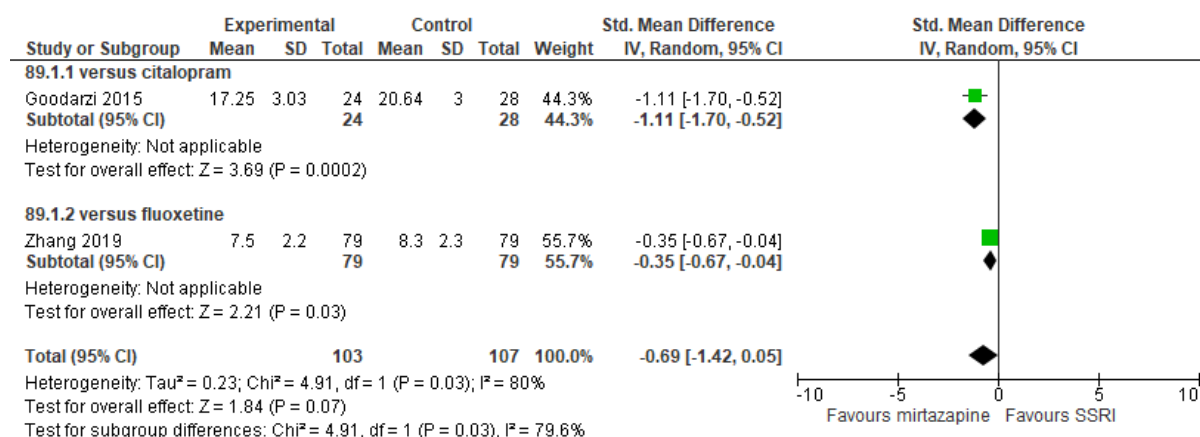 Experimental Control Std. Mean Difference Std. Mean Difference
Study or Subgroup Mean SD Total Mean SD Total Weight IV, Random, 95% CI IV, Random, 95% CI
89.1.1 versus citalopram
Goodarzi 2015 17.25 3.03 24 20.64 3 28 44.3% -1.11 [-1.70, -0.52]
Subtotal (95% CI) 24 28 44.3% -1.11 [-1.70, -0.52]
Heterogeneity: Not applicable
Test for overall effect: Z = 3.69 (P = 0.0002)
89.1.2 versus fluoxetine
Zhang 2019 7.5 2.2 79 8.3 2.3 79 55.7% -0.35 [-0.67, -0.04]
Subtotal (95% CI) 79 79 55.7% -0.35 [-0.67, -0.04]
Heterogeneity: Not applicable
Test for overall effect: Z = 2.21 (P = 0.03)
Total (95% CI) 103 107 100.0% -0.69 [-1.42, 0.05]
Heterogeneity: Tau² = 0.23; Chi² = 4.91, df = 1 (P = 0.03); I² = 80%
Test for overall effect: Z = 1.84 (P = 0.07)
Test for subgroup differences: Chi² = 4.91, df = 1 (P = 0.03), I² = 79.6%
-10 -5 0 5 10
Favours mirtazapine Favours SSRI